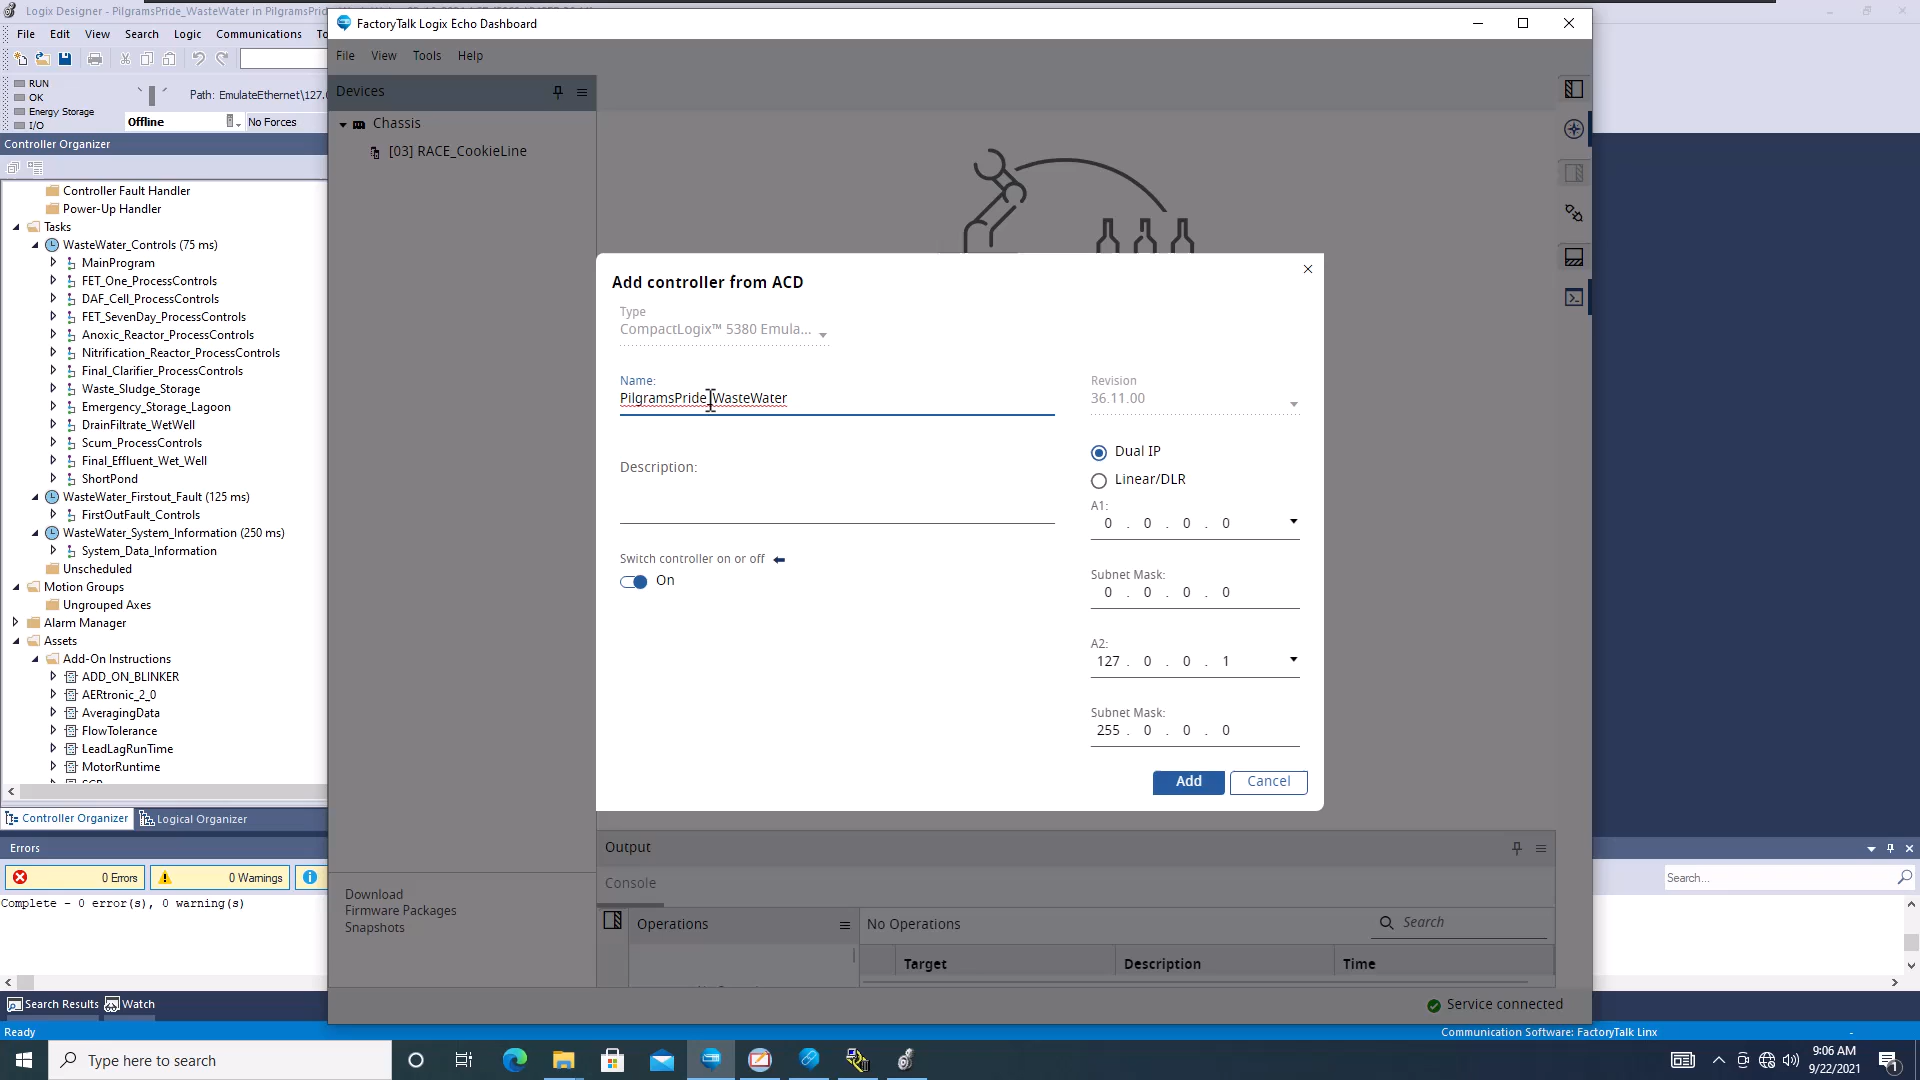 Logix Designer - PilgramsPride_WasteWater in PilgramsPri
FactoryTalk Logix Echo Dashboard
File Edit View Search Logic Communications To
File View Tools Help
RUN
OK
Energy Storage
I/O
Path: EmulateEthernet\127.0
Offline
No Forces
Controller Organizer
Controller Fault Handler
Power-Up Handler
Tasks
WasteWater_Controls (75 ms)
MainProgram
FET_One_ProcessControls
DAF_Cell_ProcessControls
FET_SevenDay_ProcessControls
Anoxic_Reactor_ProcessControls
Nitrification_Reactor_ProcessControls
Final_Clarifier_ProcessControls
Waste_Sludge_Storage
Emergency_Storage_Lagoon
DrainFiltrate_WetWell
Scum_ProcessControls
Final_Effluent_Wet_Well
ShortPond
WasteWater_Firstout_Fault (125 ms)
FirstOutFault_Controls
WasteWater_System_Information (250 ms)
System_Data_Information
Unscheduled
Motion Groups
Ungrouped Axes
Alarm Manager
Assets
Add-On Instructions
ADD_ON_BLINKER
AERtronic_2_0
AveragingData
FlowTolerance
LeadLagRunTime
MotorRuntime
Controller Organizer
Logical Organizer
Errors
0 Errors
0 Warnings
Search...
Complete - 0 error(s), 0 warning(s)
Search Results
Watch
Ready
Communication Software: FactoryTalk Linx
Devices
Chassis
[03] RACE_CookieLine
Download
Firmware Packages
Snapshots
Add controller from ACD
Type
CompactLogix™ 5380 Emula...
Name:
PilgramsPride_WasteWater
Description:
Switch controller on or off
On
Revision
36.11.00
Dual IP
Linear/DLR
A1:
0 . 0 . 0 . 0
Subnet Mask:
0 . 0 . 0 . 0
A2:
127 . 0 . 0 . 1
Subnet Mask:
255 . 0 . 0 . 0
Add
Cancel
Output
Console
Operations
No Operations
Search
Target
Description
Time
Service connected
Type here to search
9:06 AM
9/22/2021
1